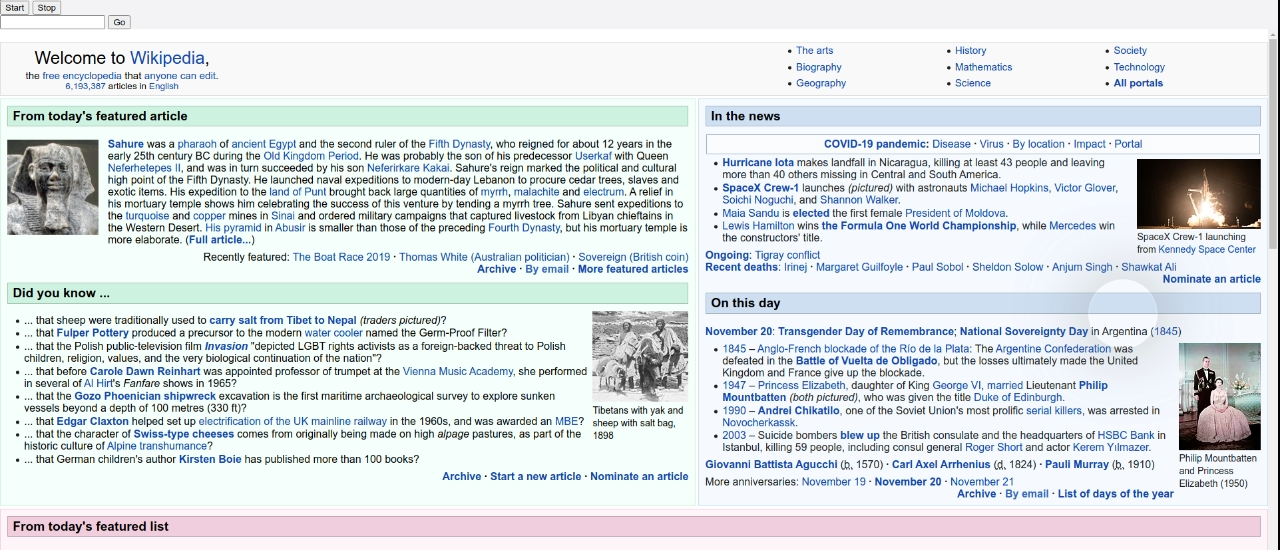 Start Stop
Go
Welcome to Wikipedia,
the free encyclopedia that anyone can edit.
6,193,387 articles in English
• The arts
• Biography
• Geography
• History
• Mathematics
• Science
• Society
• Technology
• All portals
From today's featured article
Sahure was a pharaoh of ancient Egypt and the second ruler of the Fifth Dynasty, who reigned for about 12 years in the
early 25th century BC during the Old Kingdom Period. He was probably the son of his predecessor Userkaf with Queen
Neferhetepes II, and was in turn succeeded by his son Neferirkare Kakai. Sahure's reign marked the political and cultural
high point of the Fifth Dynasty. He launched naval expeditions to modern-day Lebanon to procure cedar trees, slaves and
exotic items. His expedition to the land of Punt brought back large quantities of myrrh, malachite and electrum. A relief in
his mortuary temple shows him celebrating the success of this venture by tending a myrrh tree. Sahure sent expeditions to
the turquoise and copper mines in Sinai and ordered military campaigns that captured livestock from Libyan chieftains in
the Western Desert. His pyramid in Abusir is smaller than those of the preceding Fourth Dynasty, but his mortuary temple is
more elaborate. (Full article...)
Recently featured: The Boat Race 2019 · Thomas White (Australian politician) · Sovereign (British coin)
Archive · By email · More featured articles
Did you know ...
• ... that sheep were traditionally used to carry salt from Tibet to Nepal (traders pictured)?
• ... that Fulper Pottery produced a precursor to the modern water cooler named the Germ-Proof Filter?
• ... that the Polish public-television film Invasion "depicted LGBT rights activists as a foreign-backed threat to Polish
children, religion, values, and the very biological continuation of the nation"?
• ... that before Carole Dawn Reinhart was appointed professor of trumpet at the Vienna Music Academy, she performed
in several of Al Hirt's Fanfare shows in 1965?
• ... that the Gozo Phoenician shipwreck excavation is the first maritime archaeological survey to explore sunken
vessels beyond a depth of 100 metres (330 ft)?
• ... that Edgar Claxton helped set up electrification of the UK mainline railway in the 1960s, and was awarded an MBE?
• ... that the character of Swiss-type cheeses comes from originally being made on high alpage pastures, as part of the
historic culture of Alpine transhumance?
• ... that German children's author Kirsten Boie has published more than 100 books?
Tibetans with yak and
sheep with salt bag,
1898
Archive · Start a new article · Nominate an article
In the news
COVID-19 pandemic: Disease · Virus · By location · Impact · Portal
• Hurricane Iota makes landfall in Nicaragua, killing at least 43 people and leaving
more than 40 others missing in Central and South America.
• SpaceX Crew-1 launches (pictured) with astronauts Michael Hopkins, Victor Glover,
Soichi Noguchi, and Shannon Walker.
• Maia Sandu is elected the first female President of Moldova.
• Lewis Hamilton wins the Formula One World Championship, while Mercedes win
the constructors' title.
SpaceX Crew-1 launching
from Kennedy Space Center
Ongoing: Tigray conflict
Recent deaths: Irinej · Margaret Guilfoyle · Paul Sobol · Sheldon Solow · Anjum Singh · Shawkat Ali
Nominate an article
On this day
November 20: Transgender Day of Remembrance; National Sovereignty Day in Argentina (1845)
• 1845 – Anglo-French blockade of the Río de la Plata: The Argentine Confederation was
defeated in the Battle of Vuelta de Obligado, but the losses ultimately made the United
Kingdom and France give up the blockade.
• 1947 – Princess Elizabeth, daughter of King George VI, married Lieutenant Philip
Mountbatten (both pictured), who was given the title Duke of Edinburgh.
• 1990 – Andrei Chikatilo, one of the Soviet Union's most prolific serial killers, was arrested in
Novocherkassk.
• 2003 – Suicide bombers blew up the British consulate and the headquarters of HSBC Bank in
Istanbul, killing 59 people, including consul general Roger Short and actor Kerem Yılmazer.
Philip Mountbatten
and Princess
Elizabeth (1950)
Giovanni Battista Agucchi (b. 1570) · Carl Axel Arrhenius (d. 1824) · Pauli Murray (b. 1910)
More anniversaries: November 19 · November 20 · November 21
Archive · By email · List of days of the year
From today's featured list